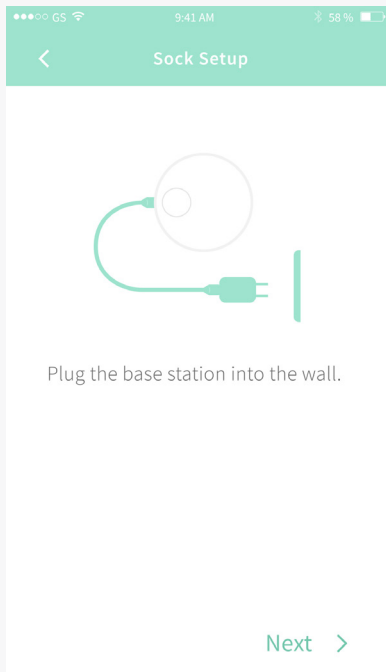 GS 9:41 AM 58 %
Sock Setup
Plug the base station into the wall.
Next